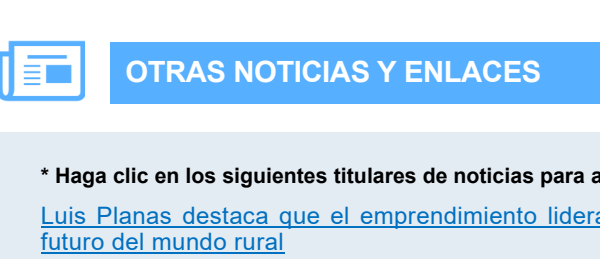 OTRAS NOTICIAS Y ENLACES
* Haga clic en los siguientes titulares de noticias para a
Luis Planas destaca que el emprendimiento lidera
futuro del mundo rural